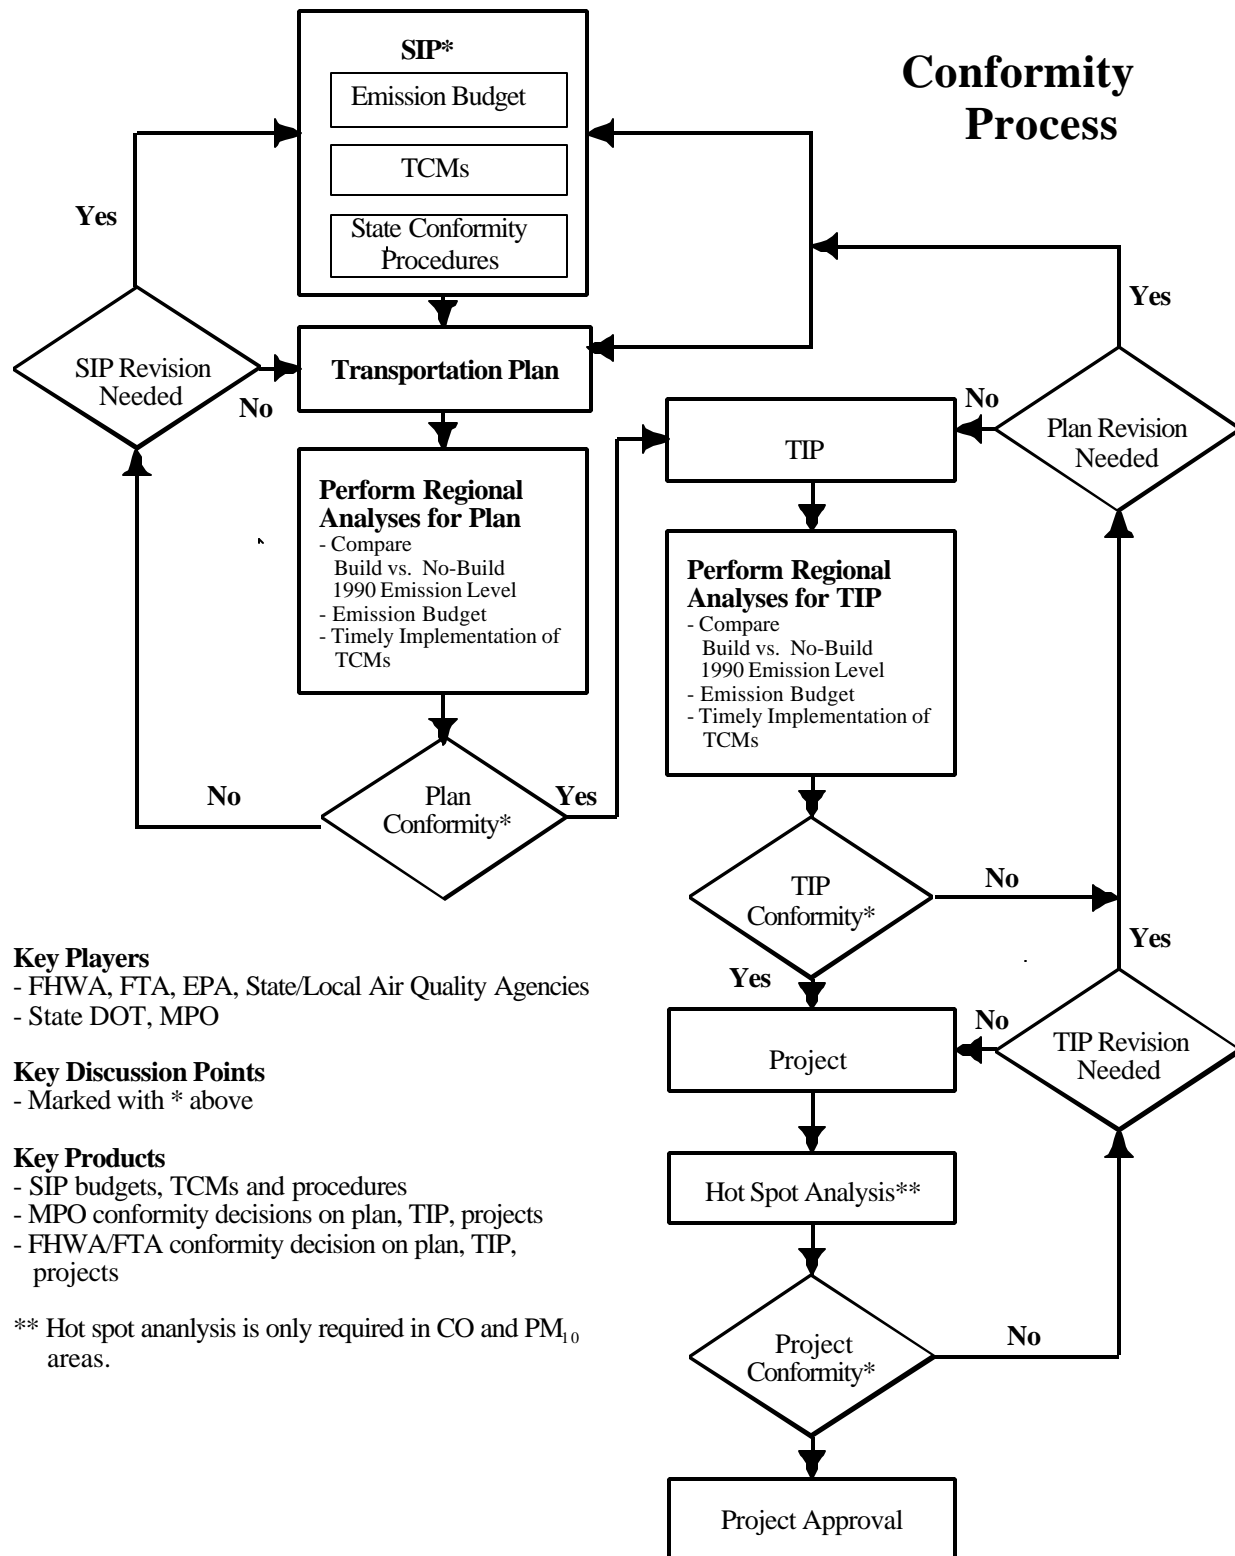 Conformity
Process
SIP*
Emission Budget
TCMs
State Conformity
Procedures
Yes
SIP Revision
Needed
No
Transportation Plan
Yes
No
Plan Revision
Needed
TIP
Perform Regional
Analyses for Plan
- Compare
Build vs. No-Build
1990 Emission Level
- Emission Budget
- Timely Implementation of
TCMs
Perform Regional
Analyses for TIP
- Compare
Build vs. No-Build
1990 Emission Level
- Emission Budget
- Timely Implementation of
TCMs
No
Plan
Conformity*
Yes
TIP
Conformity*
No
Yes
Yes
Project
No
TIP Revision
Needed
Hot Spot Analysis**
Project
Conformity*
No
Project Approval
Key Players
- FHWA, FTA, EPA, State/Local Air Quality Agencies
- State DOT, MPO
Key Discussion Points
- Marked with * above
Key Products
- SIP budgets, TCMs and procedures
- MPO conformity decisions on plan, TIP, projects
- FHWA/FTA conformity decision on plan, TIP,
projects
** Hot spot ananlysis is only required in CO and PM₁₀
areas.